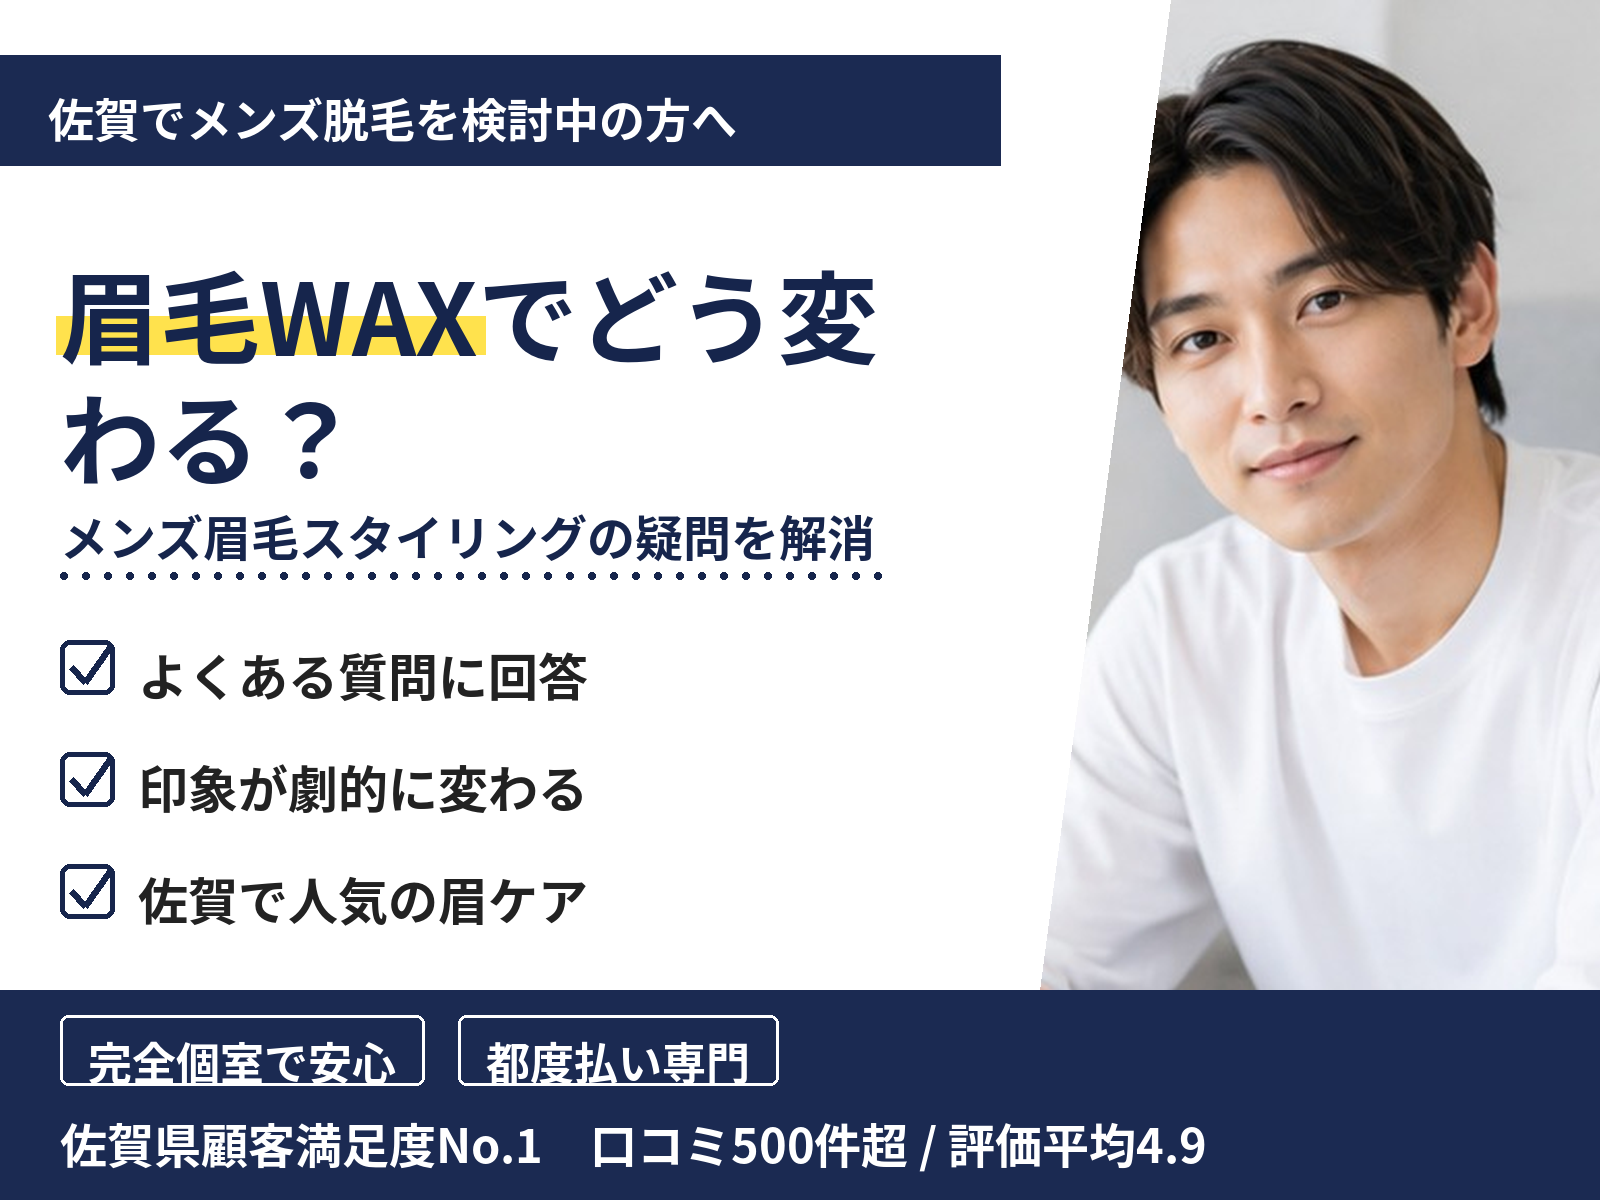 佐賀でメンズ脱毛を検討中の方へ
眉毛WAXでどう変
わる？
メンズ眉毛スタイリングの疑問を解消
よくある質問に回答
印象が劇的に変わる
佐賀で人気の眉ケア
完全個室で安心 都度払い専門
佐賀県顧客満足度No.1　口コミ500件超 / 評価平均4.9